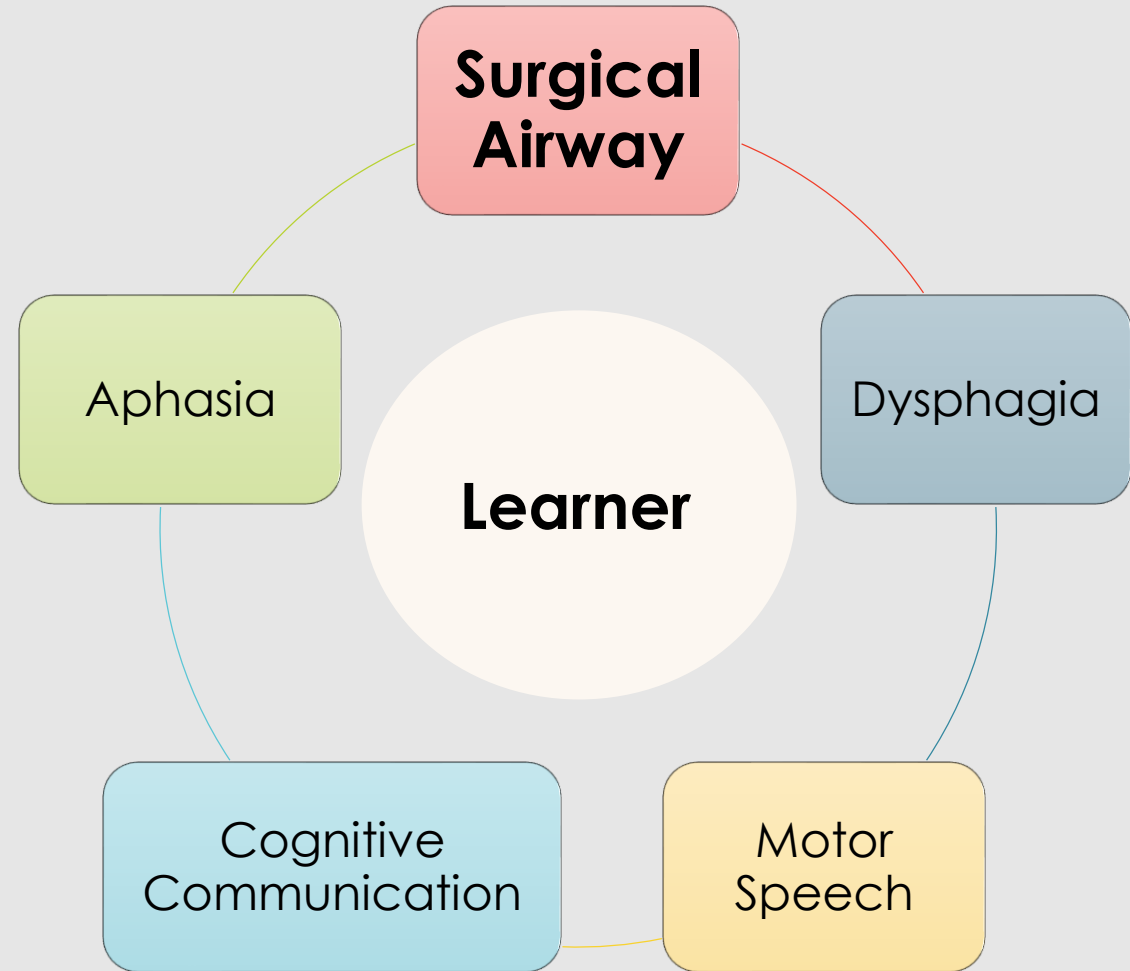 Surgical
Airway
Aphasia
Dysphagia
Learner
Cognitive
Communication
Motor
Speech